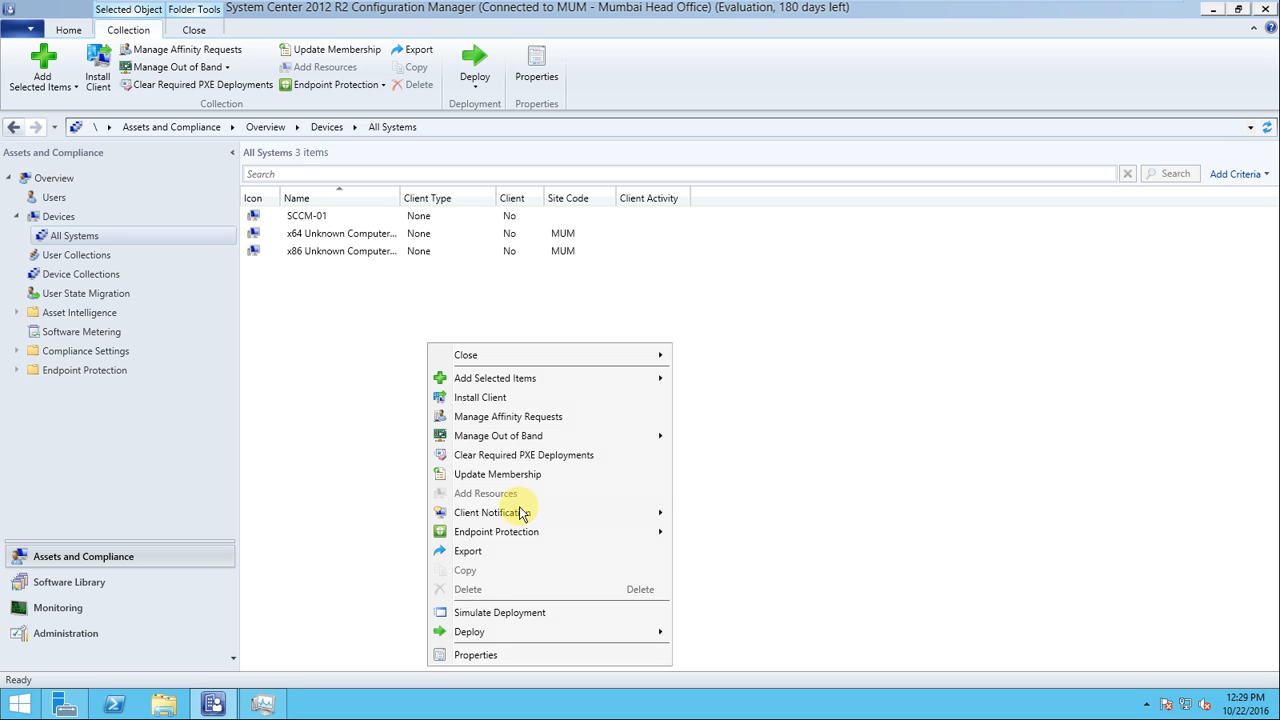 Selected Object
Folder Tools
System Center 2012 R2 Configuration Manager (Connected to MUM - Mumbai Head Office) (Evaluation, 180 days left)
Home
Collection
Close
Add Selected Items
Install Client
Manage Affinity Requests
Manage Out of Band
Clear Required PXE Deployments
Update Membership
Add Resources
Endpoint Protection
Export
Copy
Delete
Deploy
Properties
Collection
Deployment
Properties
\ Assets and Compliance Overview Devices All Systems
Assets and Compliance
Overview
Users
Devices
All Systems
User Collections
Device Collections
User State Migration
Asset Intelligence
Software Metering
Compliance Settings
Endpoint Protection
Assets and Compliance
Software Library
Monitoring
Administration
All Systems 3 items
Search
Search
Add Criteria
Icon Name Client Type Client Site Code Client Activity
SCCM-01 None No
x64 Unknown Computer... None No MUM
x86 Unknown Computer... None No MUM
Close
Add Selected Items
Install Client
Manage Affinity Requests
Manage Out of Band
Clear Required PXE Deployments
Update Membership
Add Resources
Client Notification
Endpoint Protection
Export
Copy
Delete Delete
Simulate Deployment
Deploy
Properties
Ready
12:29 PM
10/22/2016